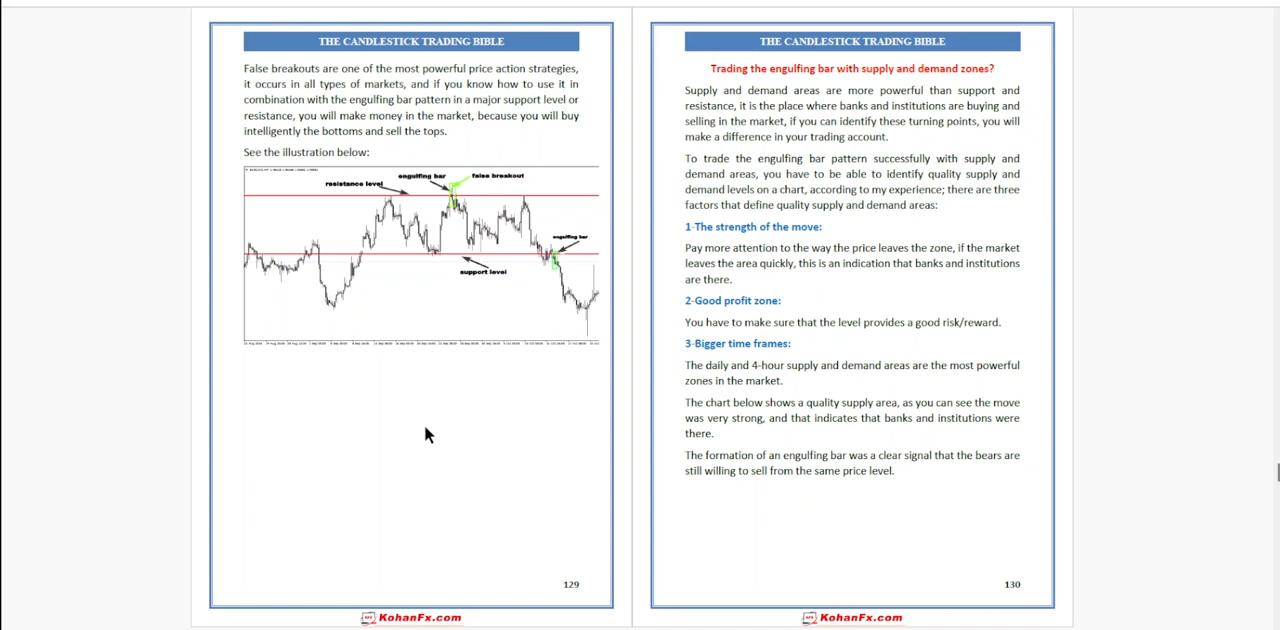 THE CANDLESTICK TRADING BIBLE
False breakouts are one of the most powerful price action strategies,
it occurs in all types of markets, and if you know how to use it in
combination with the engulfing bar pattern in a major support level or
resistance, you will make money in the market, because you will buy
intelligently the bottoms and sell the tops.
See the illustration below:
engulfing bar
false breakout
resistance level
engulfing bar
support level
129
KohanFx.com
THE CANDLESTICK TRADING BIBLE
Trading the engulfing bar with supply and demand zones?
Supply and demand areas are more powerful than support and
resistance, it is the place where banks and institutions are buying and
selling in the market, if you can identify these turning points, you will
make a difference in your trading account.
To trade the engulfing bar pattern successfully with supply and
demand areas, you have to be able to identify quality supply and
demand levels on a chart, according to my experience; there are three
factors that define quality supply and demand areas:
1-The strength of the move:
Pay more attention to the way the price leaves the zone, if the market
leaves the area quickly, this is an indication that banks and institutions
are there.
2-Good profit zone:
You have to make sure that the level provides a good risk/reward.
3-Bigger time frames:
The daily and 4-hour supply and demand areas are the most powerful
zones in the market.
The chart below shows a quality supply area, as you can see the move
was very strong, and that indicates that banks and institutions were
there.
The formation of an engulfing bar was a clear signal that the bears are
still willing to sell from the same price level.
130
KohanFx.com